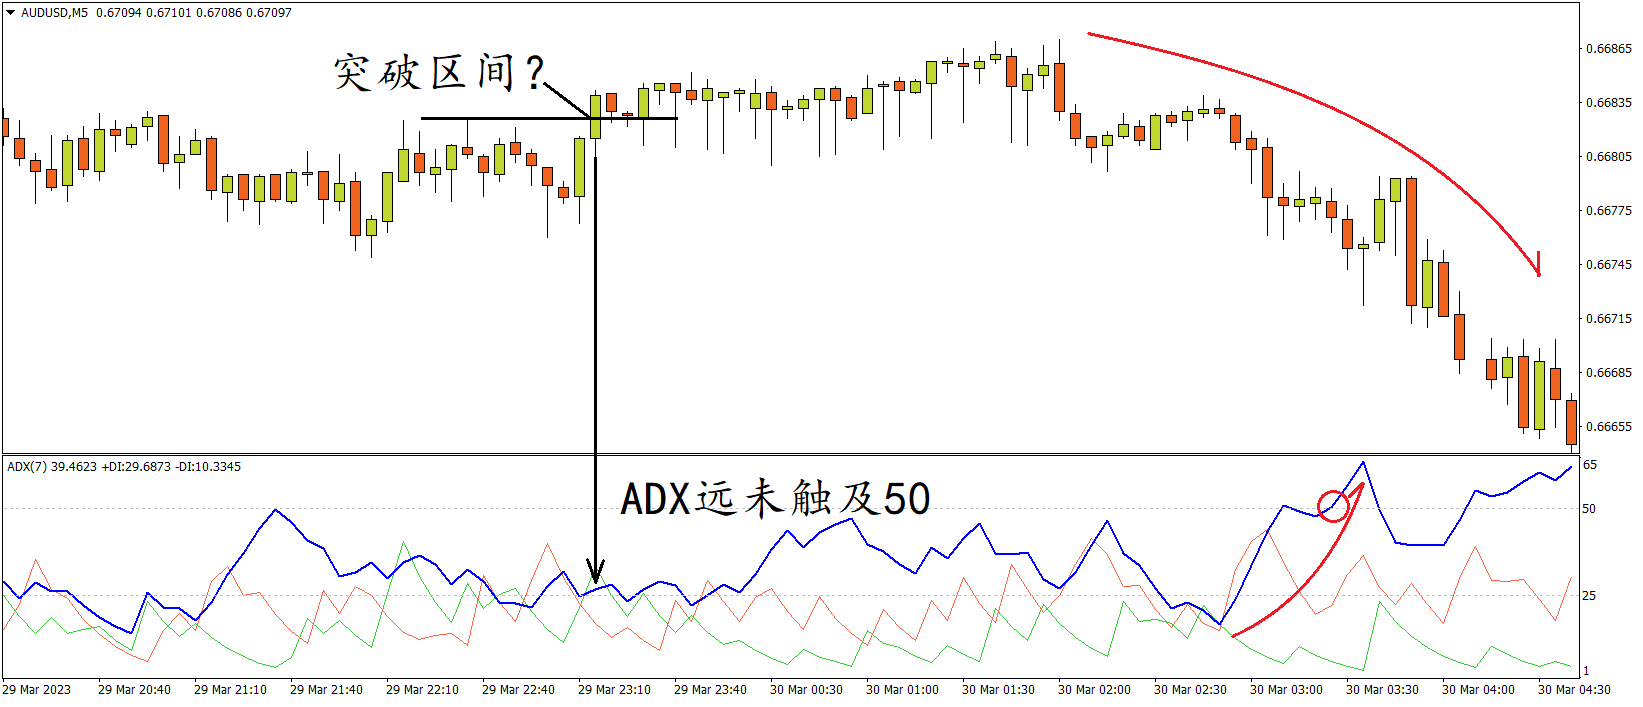 AUDUSD,M5 0.67094 0.67101 0.67086 0.67097
突破区间?
0.66865
0.66835
0.66805
0.66775
0.66745
0.66715
0.66685
0.66655
ADX(7) 39.4623 +DI:29.6873 -DI:10.3345
ADX远未触及50
65
50
25
1
29 Mar 2023 29 Mar 20:40 29 Mar 21:10 29 Mar 21:40 29 Mar 22:10 29 Mar 22:40 29 Mar 23:10 29 Mar 23:40 30 Mar 00:30 30 Mar 01:00 30 Mar 01:30 30 Mar 02:00 30 Mar 02:30 30 Mar 03:00 30 Mar 03:30 30 Mar 04:00 30 Mar 04:30